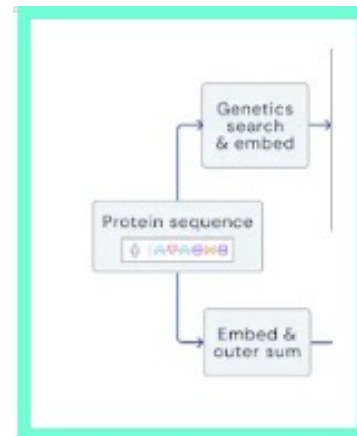 Genetics
search
& embed
Protein sequence
Embed &
outer sum